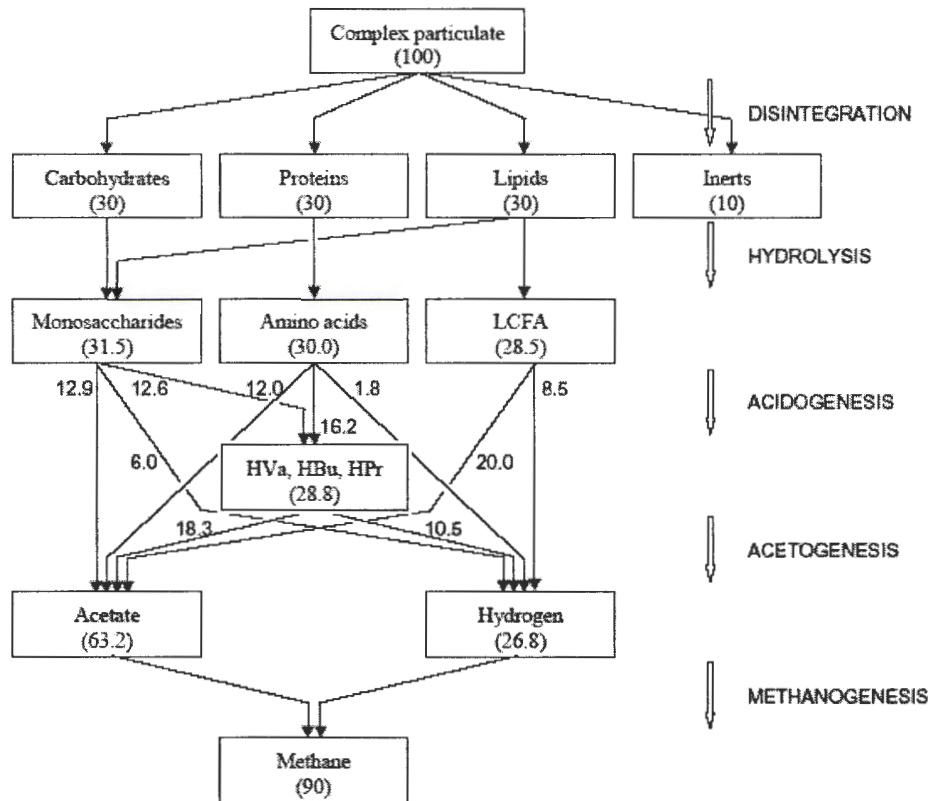 Complex particulate
(100)
DISINTEGRATION
Carbohydrates
(30)
Proteins
(30)
Lipids
(30)
Inerts
(10)
HYDROLYSIS
Monosaccharides
(31.5)
Amino acids
(30.0)
LCFA
(28.5)
12.9
12.6
12.0
1.8
8.5
ACIDOGENESIS
16.2
6.0
HVa, HBu, HPr
(28.8)
20.0
18.3
10.5
ACETOGENESIS
Acetate
(63.2)
Hydrogen
(26.8)
METHANOGENESIS
Methane
(90)